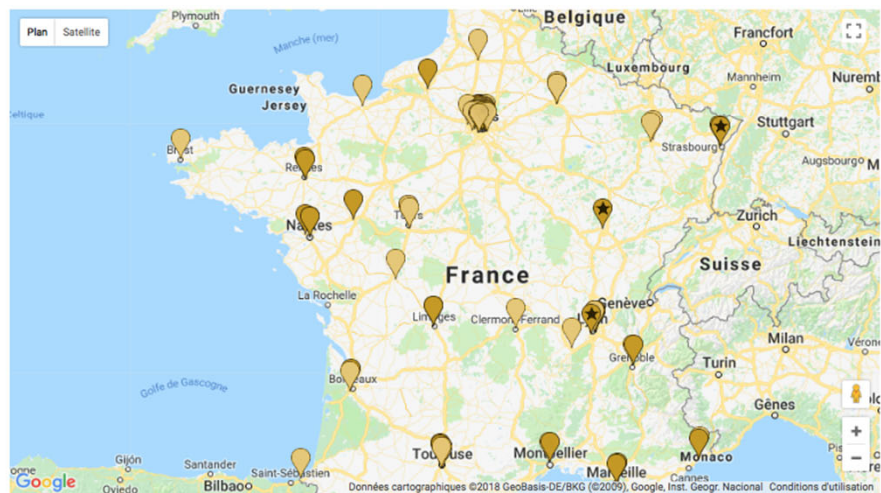 Plymouth
Belgique
Plan Satellite
Francfort
Manche (mer)
Luxembourg
Mannheim
Nuremb
Guernesey
Jersey
Celtique
Stuttgart
Brest
Strasbourg
Rennes
Augsbourg
M
Tours
Zurich
Nantes
Liechtenstein
Suisse
France
La Rochelle
Genève
Limoges
Clermont-Ferrand
Lyon
Milan
Grenoble
Véron
Turin
Bordeaux
Golfe de Gascogne
Gênes
Toulouse
Montpellier
Monaco
Gijón
Santander
Saint-Sébastien
Marseille
Cannes
Oviedo
Bilbao
Google
Données cartographiques ©2018 GeoBasis-DE/BKG (©2009), Google, Inst. Geogr. Nacional Conditions d'utilisation